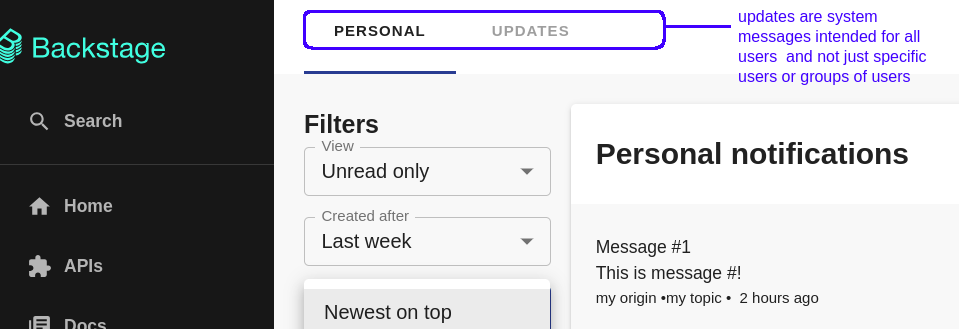 PERSONAL
UPDATES
updates are system
messages intended for all
users  and not just specific
users or groups of users
Backstage
Search
Home
APIs
Docs
Filters
View
Unread only
Created after
Last week
Newest on top
Personal notifications
Message #1
This is message #!
my origin •my topic •  2 hours ago